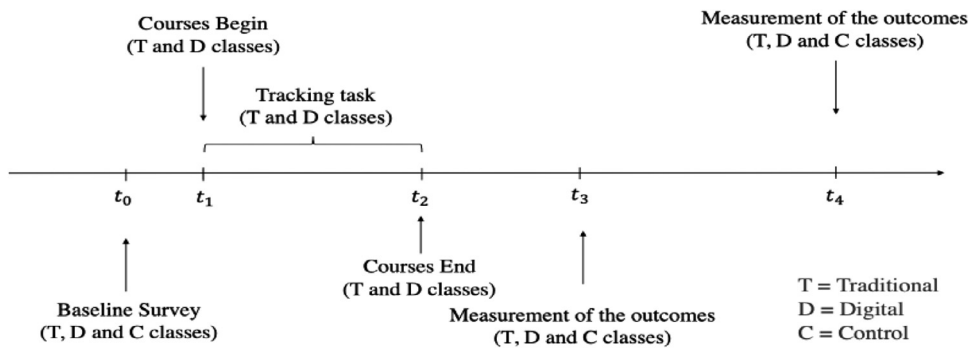 Courses Begin
(T and D classes)
Measurement of the outcomes
(T, D and C classes)
Tracking task
(T and D classes)
t₀
t₁
t₂
t₃
t₄
Courses End
(T and D classes)
Baseline Survey
(T, D and C classes)
Measurement of the outcomes
(T, D and C classes)
T = Traditional
D = Digital
C = Control